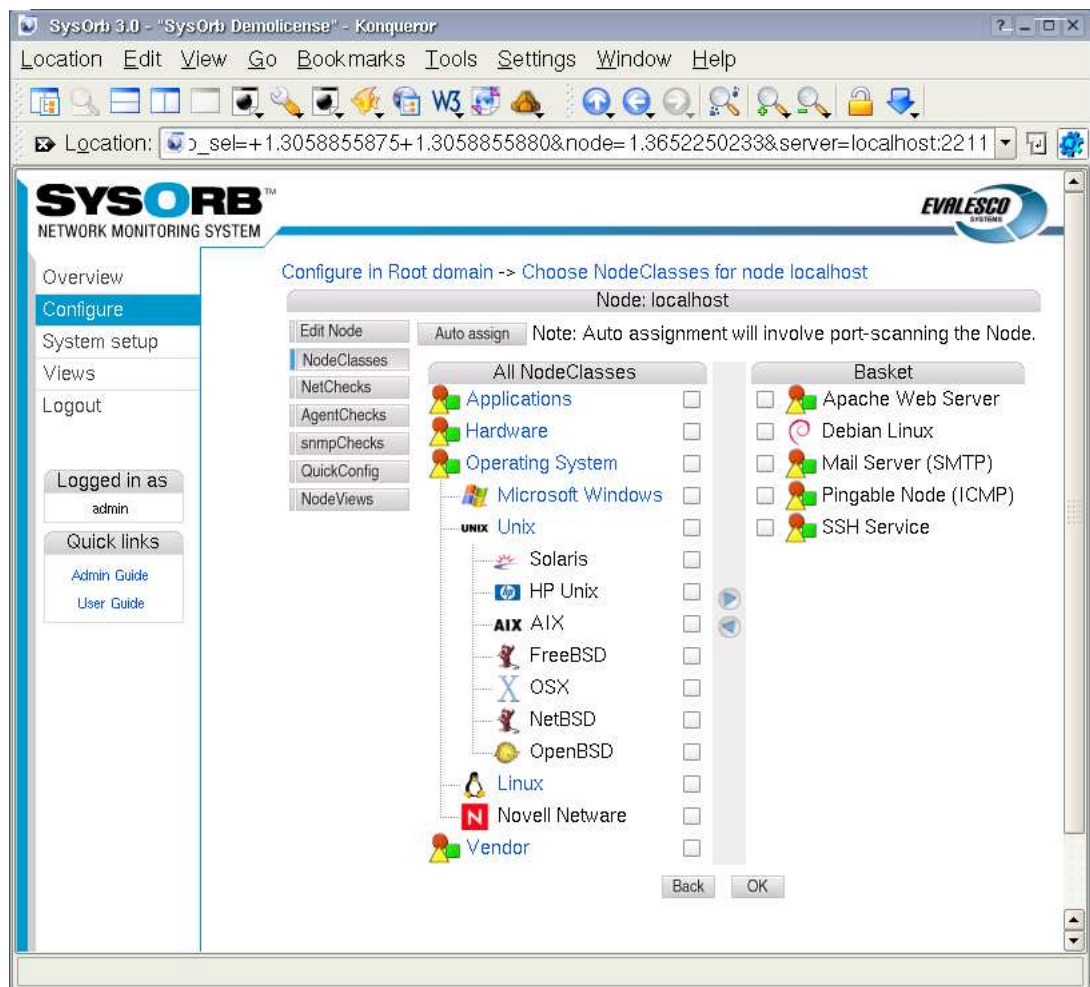 SysOrb 3.0 - "SysOrb Demolicense" - Konqueror
Location Edit View Go Bookmarks Tools Settings Window Help
Location: _sel=+1.3058855875+1.3058855880&node=1.3652250233&server=localhost:2211
SYSORB™
NETWORK MONITORING SYSTEM
EVALESCO
SYSTEMS
Overview
Configure
System setup
Views
Logout
Logged in as
admin
Quick links
Admin Guide
User Guide
Configure in Root domain -> Choose NodeClasses for node localhost
Node: localhost
Edit Node
NodeClasses
NetChecks
AgentChecks
snmpChecks
QuickConfig
NodeViews
Auto assign Note: Auto assignment will involve port-scanning the Node.
All NodeClasses
Applications
Hardware
Operating System
Microsoft Windows
UNIX Unix
Solaris
hp HP Unix
AIX AIX
FreeBSD
X OSX
NetBSD
OpenBSD
Linux
N Novell Netware
Vendor
Basket
Apache Web Server
Debian Linux
Mail Server (SMTP)
Pingable Node (ICMP)
SSH Service
Back OK